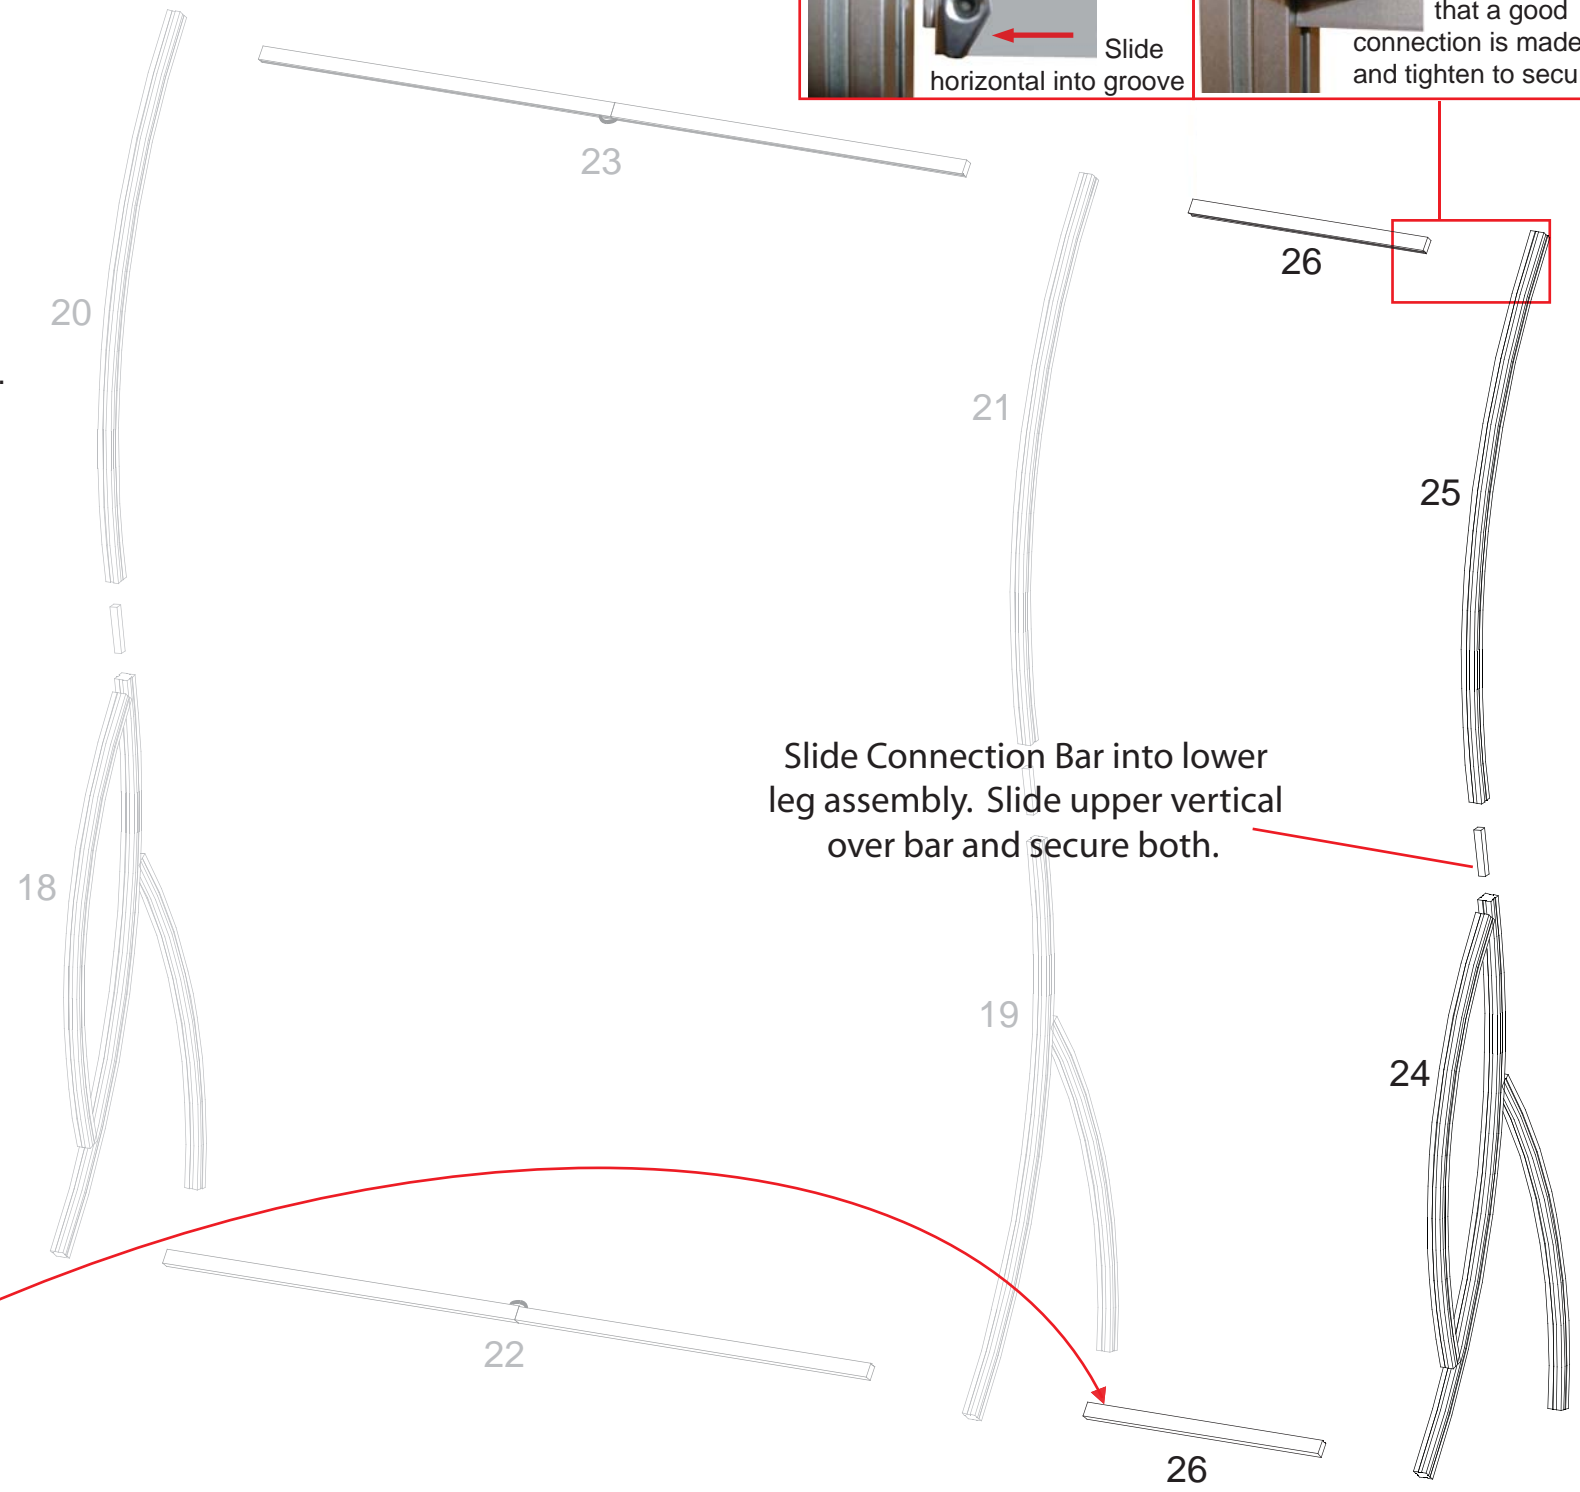 that a good
Slide
connection is made
horizontal into groove
and tighten to secu
23
26
20
.
21
25
Slide Connection Bar into lower
leg assembly. Slide upper vertical
over bar and secure both.
18
19
24
22
26